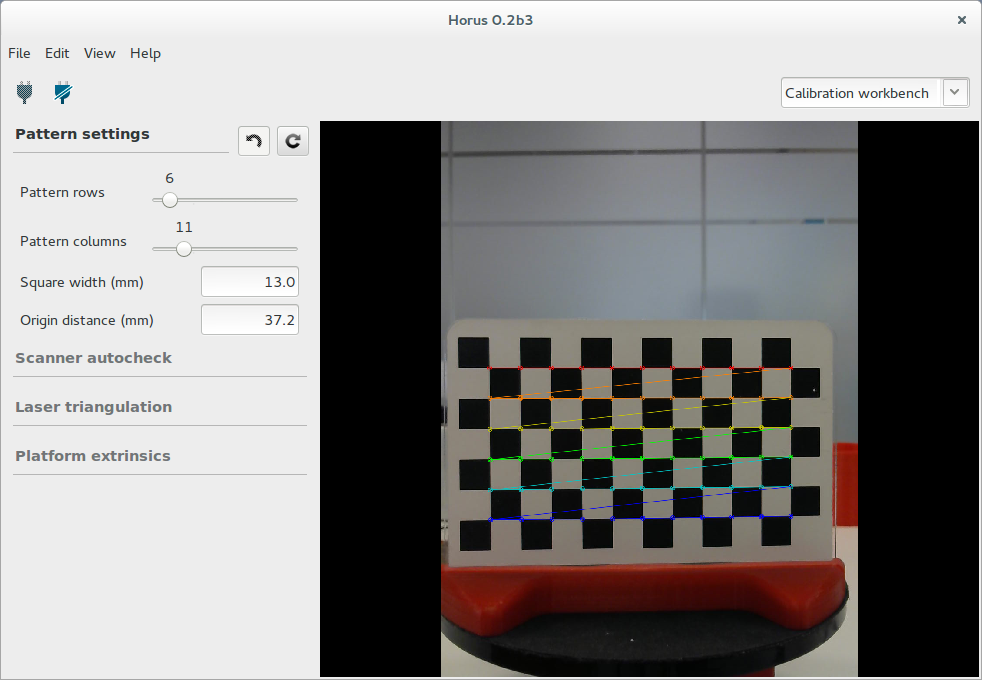 Horus 0.2b3
File Edit View Help
Calibration workbench
Pattern settings
6
Pattern rows
11
Pattern columns
Square width (mm) 13.0
Origin distance (mm) 37.2
Scanner autocheck
Laser triangulation
Platform extrinsics